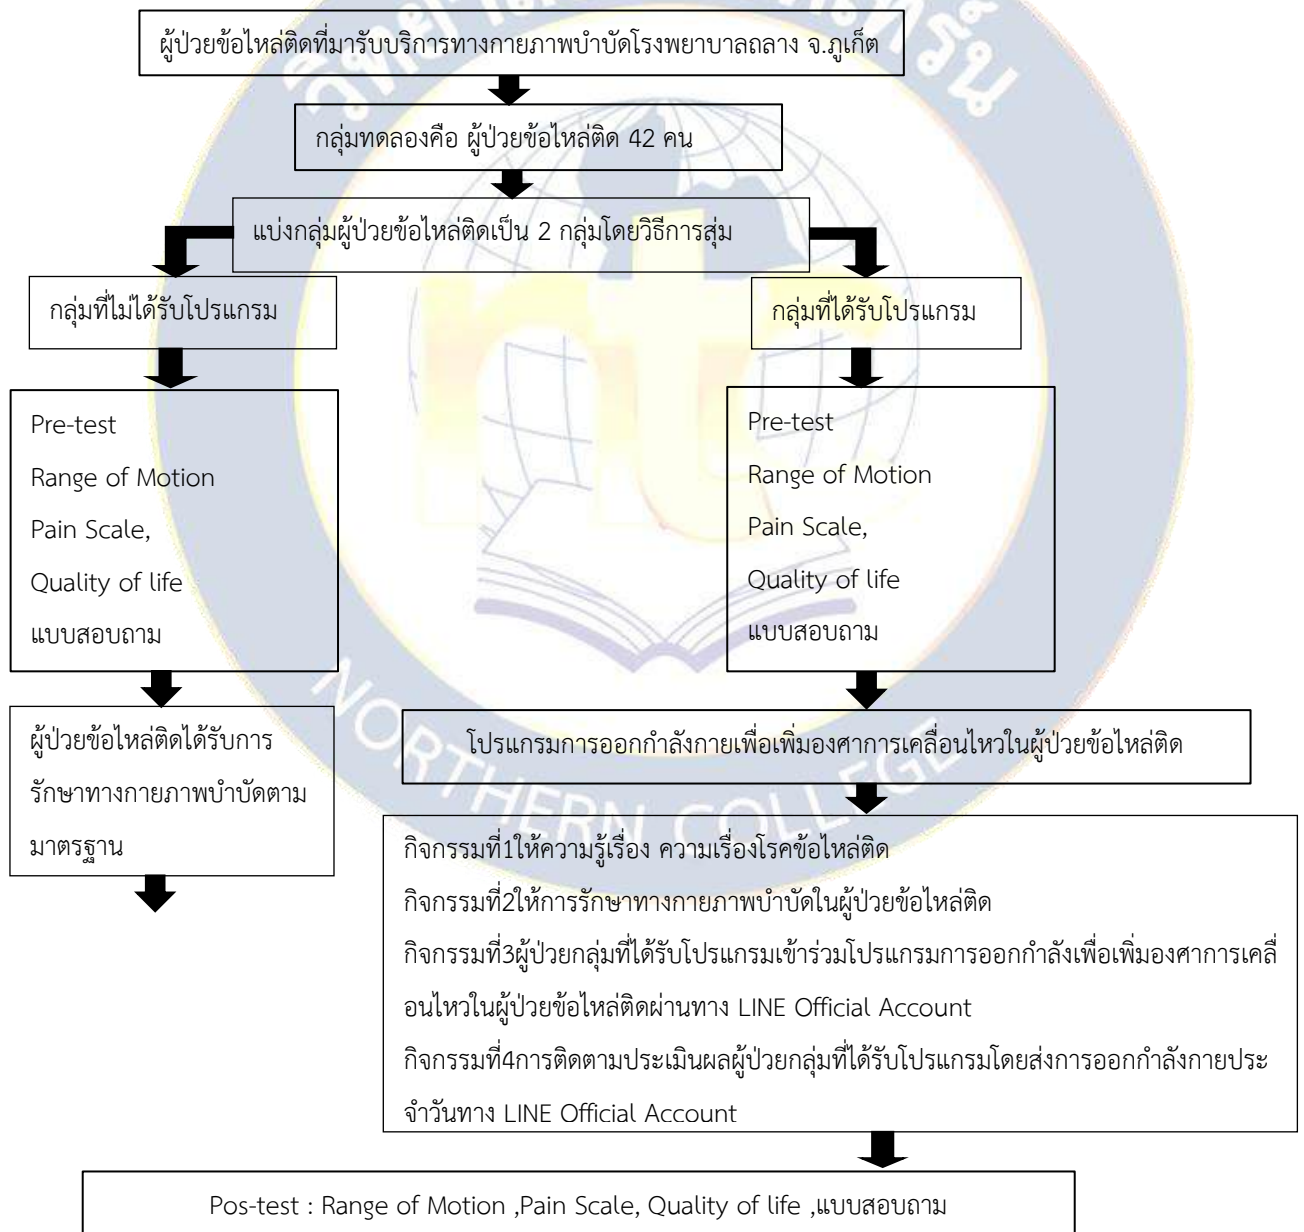 ผู้ป่วยข้อไหล่ติดที่มารับบริการทางกายภาพบำบัดโรงพยาบาลถลาง จ.ภูเก็ต
กลุ่มทดลองคือ ผู้ป่วยข้อไหล่ติด 42 คน
แบ่งกลุ่มผู้ป่วยข้อไหล่ติดเป็น 2 กลุ่มโดยวิธีการสุ่ม
กลุ่มที่ไม่ได้รับโปรแกรม
กลุ่มที่ได้รับโปรแกรม
Pre-test
Range of Motion
Pain Scale,
Quality of life
แบบสอบถาม
Pre-test
Range of Motion
Pain Scale,
Quality of life
แบบสอบถาม
ผู้ป่วยข้อไหล่ติดได้รับการ
รักษาทางกายภาพบำบัดตาม
มาตรฐาน
โปรแกรมการออกกำลังกายเพื่อเพิ่มองศาการเคลื่อนไหวในผู้ป่วยข้อไหล่ติด
กิจกรรมที่1ให้ความรู้เรื่อง ความเรื่องโรคข้อไหล่ติด
กิจกรรมที่2ให้การรักษาทางกายภาพบำบัดในผู้ป่วยข้อไหล่ติด
กิจกรรมที่3ผู้ป่วยกลุ่มที่ได้รับโปรแกรมเข้าร่วมโปรแกรมการออกกำลังเพื่อเพิ่มองศาการเคลื่
อนไหวในผู้ป่วยข้อไหล่ติดผ่านทาง LINE Official Account
กิจกรรมที่4การติดตามประเมินผลผู้ป่วยกลุ่มที่ได้รับโปรแกรมโดยส่งการออกกำลังกายประ
จำวันทาง LINE Official Account
Pos-test : Range of Motion ,Pain Scale, Quality of life ,แบบสอบถาม
ntc
NORTHERN COLLEGE